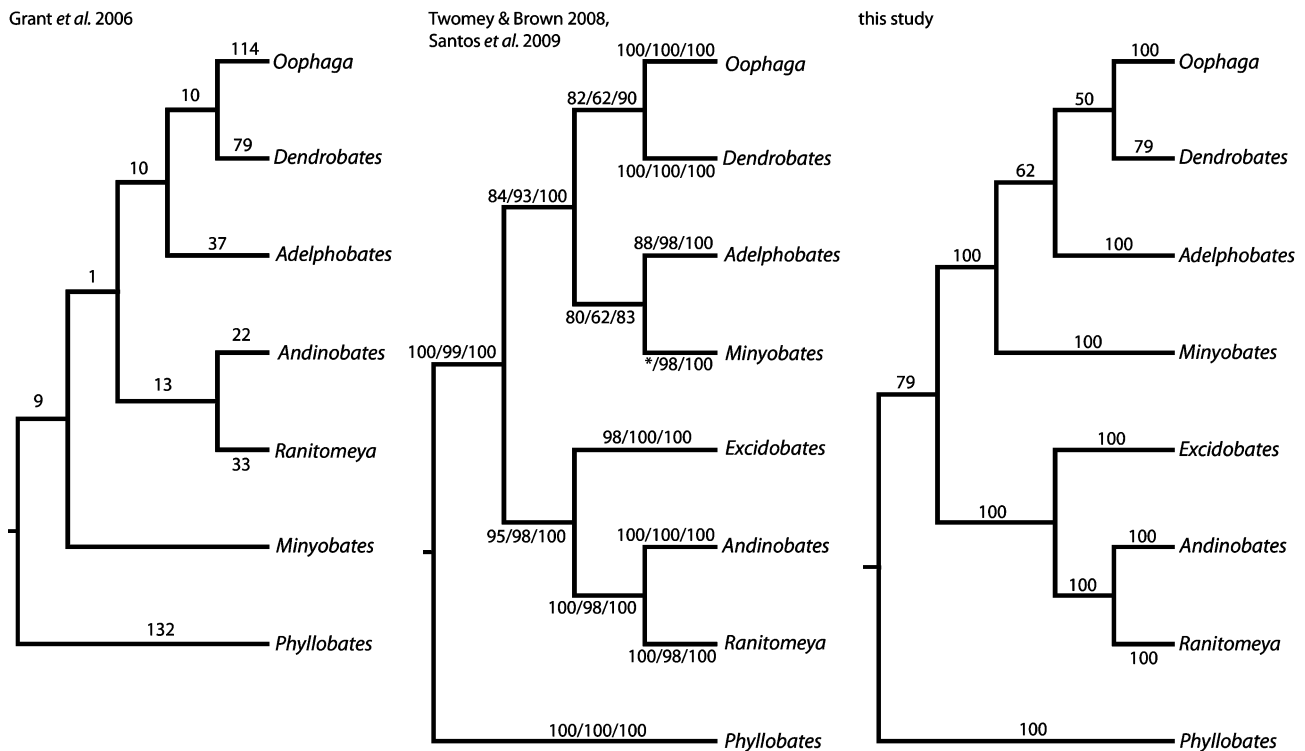 Grant et al. 2006
114
Oophaga
10
79
Dendrobates
10
37
Adelphobates
1
22
Andinobates
13
9
33
Ranitomeya
Minyobates
132
Phyllobates
Twomey & Brown 2008,
Santos et al. 2009
100/100/100
Oophaga
82/62/90
100/100/100
Dendrobates
84/93/100
88/98/100
Adelphobates
80/62/83
*/98/100
Minyobates
100/99/100
98/100/100
Excidobates
95/98/100
100/100/100
Andinobates
100/98/100
100/98/100
Ranitomeya
100/100/100
Phyllobates
this study
100
Oophaga
50
79
Dendrobates
62
100
Adelphobates
100
100
Minyobates
79
100
Excidobates
100
100
Andinobates
100
100
Ranitomeya
100
Phyllobates